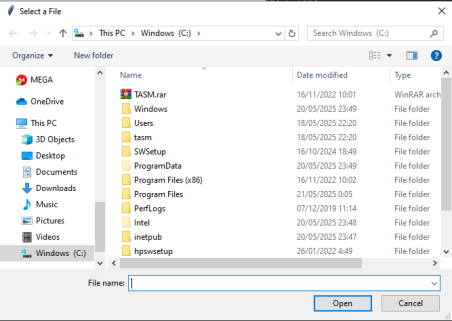 Select a File
This PC > Windows (C:) >
Search Windows (C:)
Organize
New folder
Name Date modified Type
MEGA
OneDrive
This PC
3D Objects
Desktop
Documents
Downloads
Music
Pictures
Videos
Windows (C:)
TASM.rar 16/11/2022 10:01 WinRAR arch
Windows 20/05/2025 23:49 File folder
Users 18/05/2025 22:20 File folder
tasm 18/05/2025 22:20 File folder
SWSetup 16/10/2024 18:49 File folder
ProgramData 20/05/2025 23:49 File folder
Program Files (x86) 16/11/2022 10:02 File folder
Program Files 21/05/2025 0:05 File folder
PerfLogs 07/12/2019 11:14 File folder
Intel 20/05/2025 23:48 File folder
inetpub 20/05/2025 23:47 File folder
hpswsetup 26/01/2022 4:49 File folder
File name:
Open Cancel